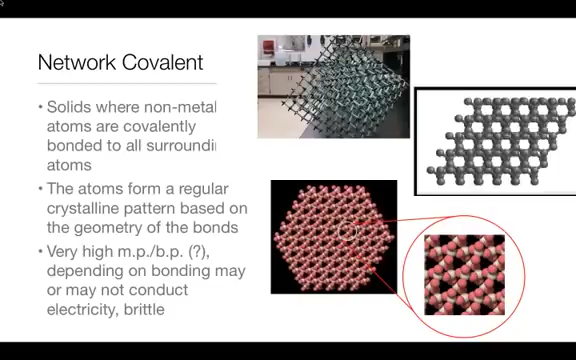 Network Covalent
• Solids where non-metal
atoms are covalently
bonded to all surroundi
atoms
• The atoms form a regular
crystalline pattern based on
the geometry of the bonds
• Very high m.p./b.p. (?),
depending on bonding may
or may not conduct
electricity, brittle